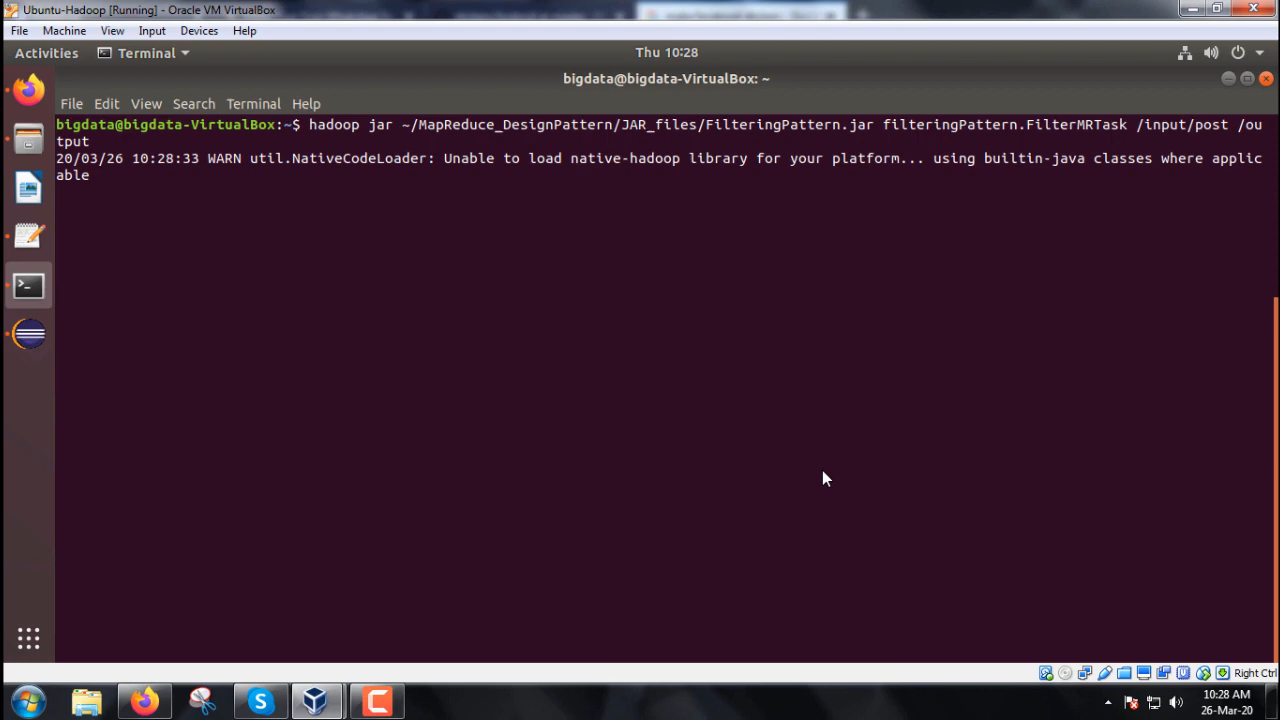 Ubuntu-Hadoop [Running] - Oracle VM VirtualBox
File Machine View Input Devices Help
Activities Terminal Thu 10:28
bigdata@bigdata-VirtualBox: ~
File Edit View Search Terminal Help
bigdata@bigdata-VirtualBox:~$ hadoop jar ~/MapReduce_DesignPattern/JAR_files/FilteringPattern.jar filteringPattern.FilterMRTask /input/post /ou
tput
20/03/26 10:28:33 WARN util.NativeCodeLoader: Unable to load native-hadoop library for your platform... using builtin-java classes where applic
able
Right Ctrl
10:28 AM
26-Mar-20